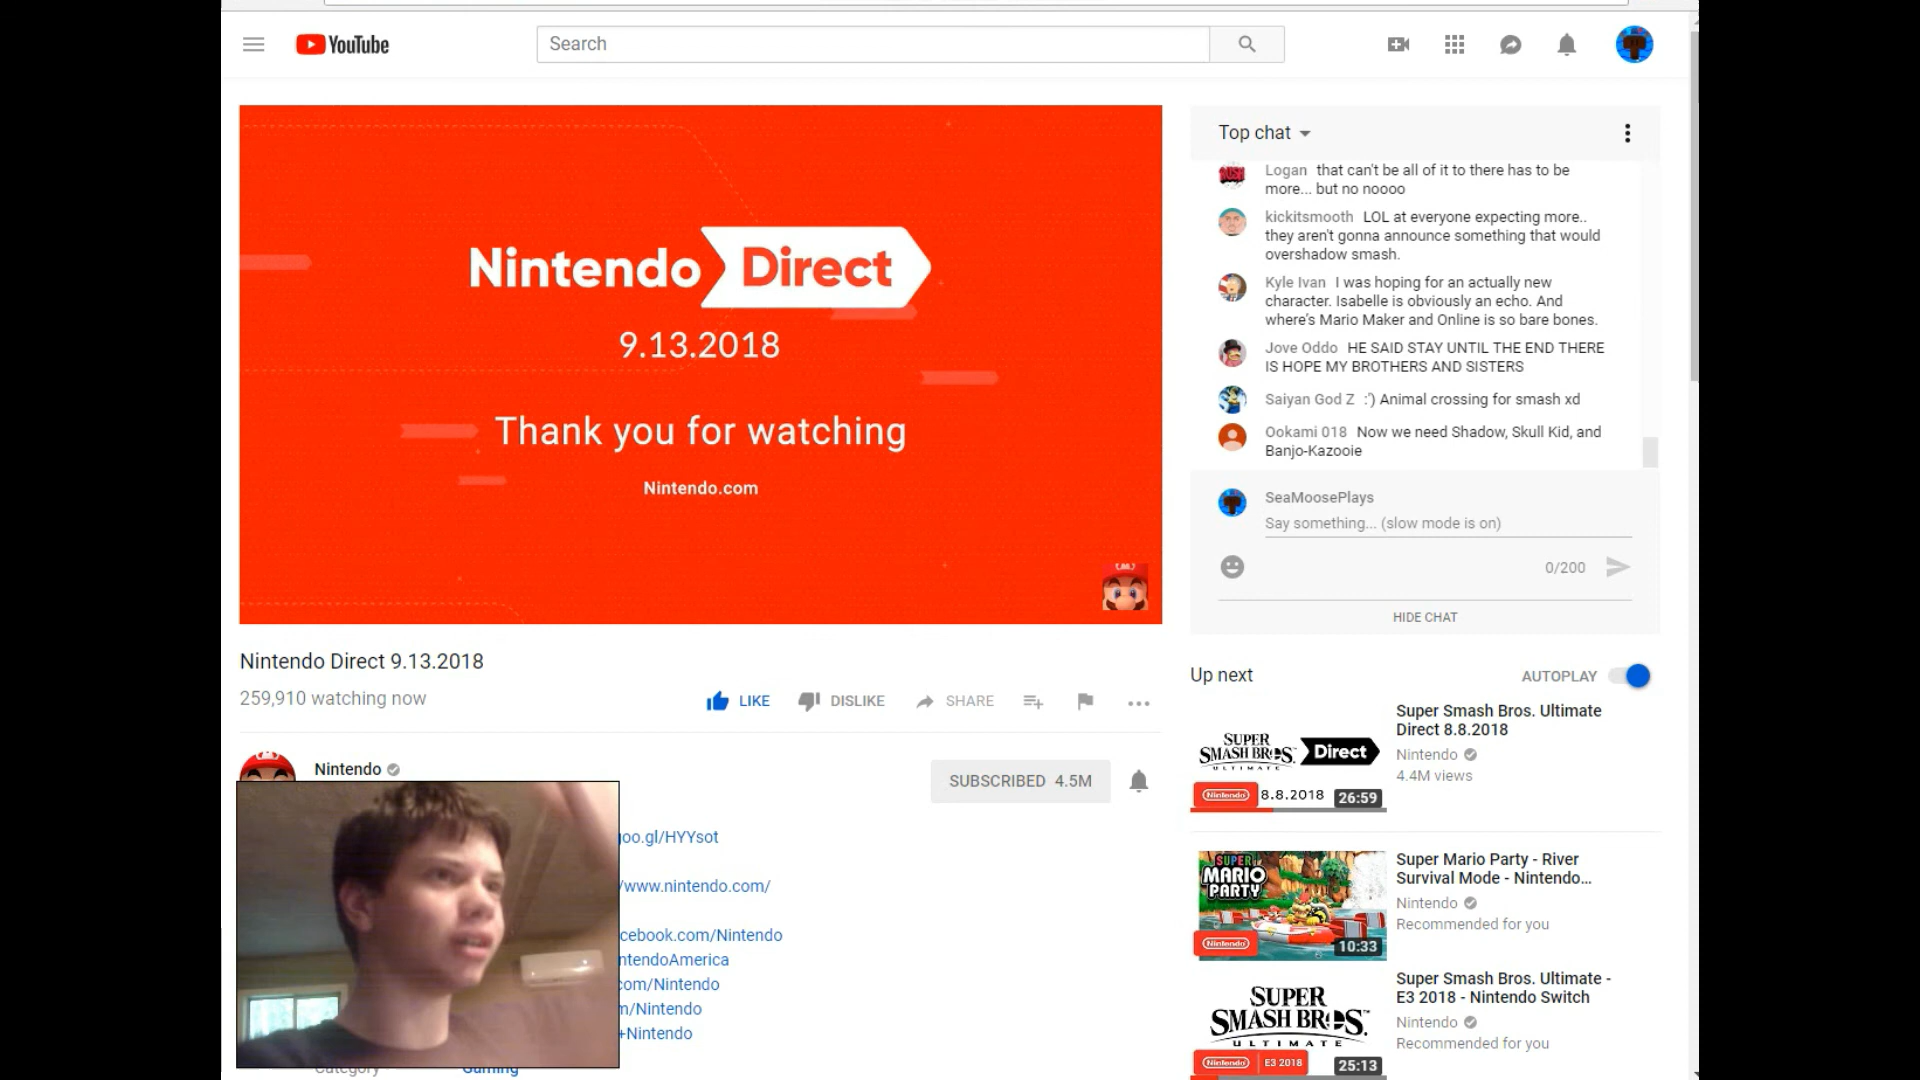 YouTube
Search
Nintendo Direct
9.13.2018
Thank you for watching
Nintendo.com
Nintendo Direct 9.13.2018
259,910 watching now
LIKE
DISLIKE
SHARE
Nintendo
SUBSCRIBED 4.5M
oo.gl/HYYsot
/www.nintendo.com/
cebook.com/Nintendo
ntendoAmerica
com/Nintendo
m/Nintendo
+Nintendo
Category
Gaming
Top chat
Logan that can't be all of it to there has to be
more... but no noooo
kickitsmooth LOL at everyone expecting more..
they aren't gonna announce something that would
overshadow smash.
Kyle Ivan I was hoping for an actually new
character. Isabelle is obviously an echo. And
where's Mario Maker and Online is so bare bones.
Jove Oddo HE SAID STAY UNTIL THE END THERE
IS HOPE MY BROTHERS AND SISTERS
Saiyan God Z :') Animal crossing for smash xd
Ookami 018 Now we need Shadow, Skull Kid, and
Banjo-Kazooie
SeaMoosePlays
Say something... (slow mode is on)
0/200
HIDE CHAT
Up next
AUTOPLAY
SUPER
SMASH BROS.
ULTIMATE
Direct
Nintendo
8.8.2018
26:59
Super Smash Bros. Ultimate
Direct 8.8.2018
Nintendo
4.4M views
SUPER
MARIO
PARTY
Nintendo
10:33
Super Mario Party - River
Survival Mode - Nintendo...
Nintendo
Recommended for you
SUPER
SMASH BROS.
ULTIMATE
Nintendo
E3 2018
25:13
Super Smash Bros. Ultimate -
E3 2018 - Nintendo Switch
Nintendo
Recommended for you